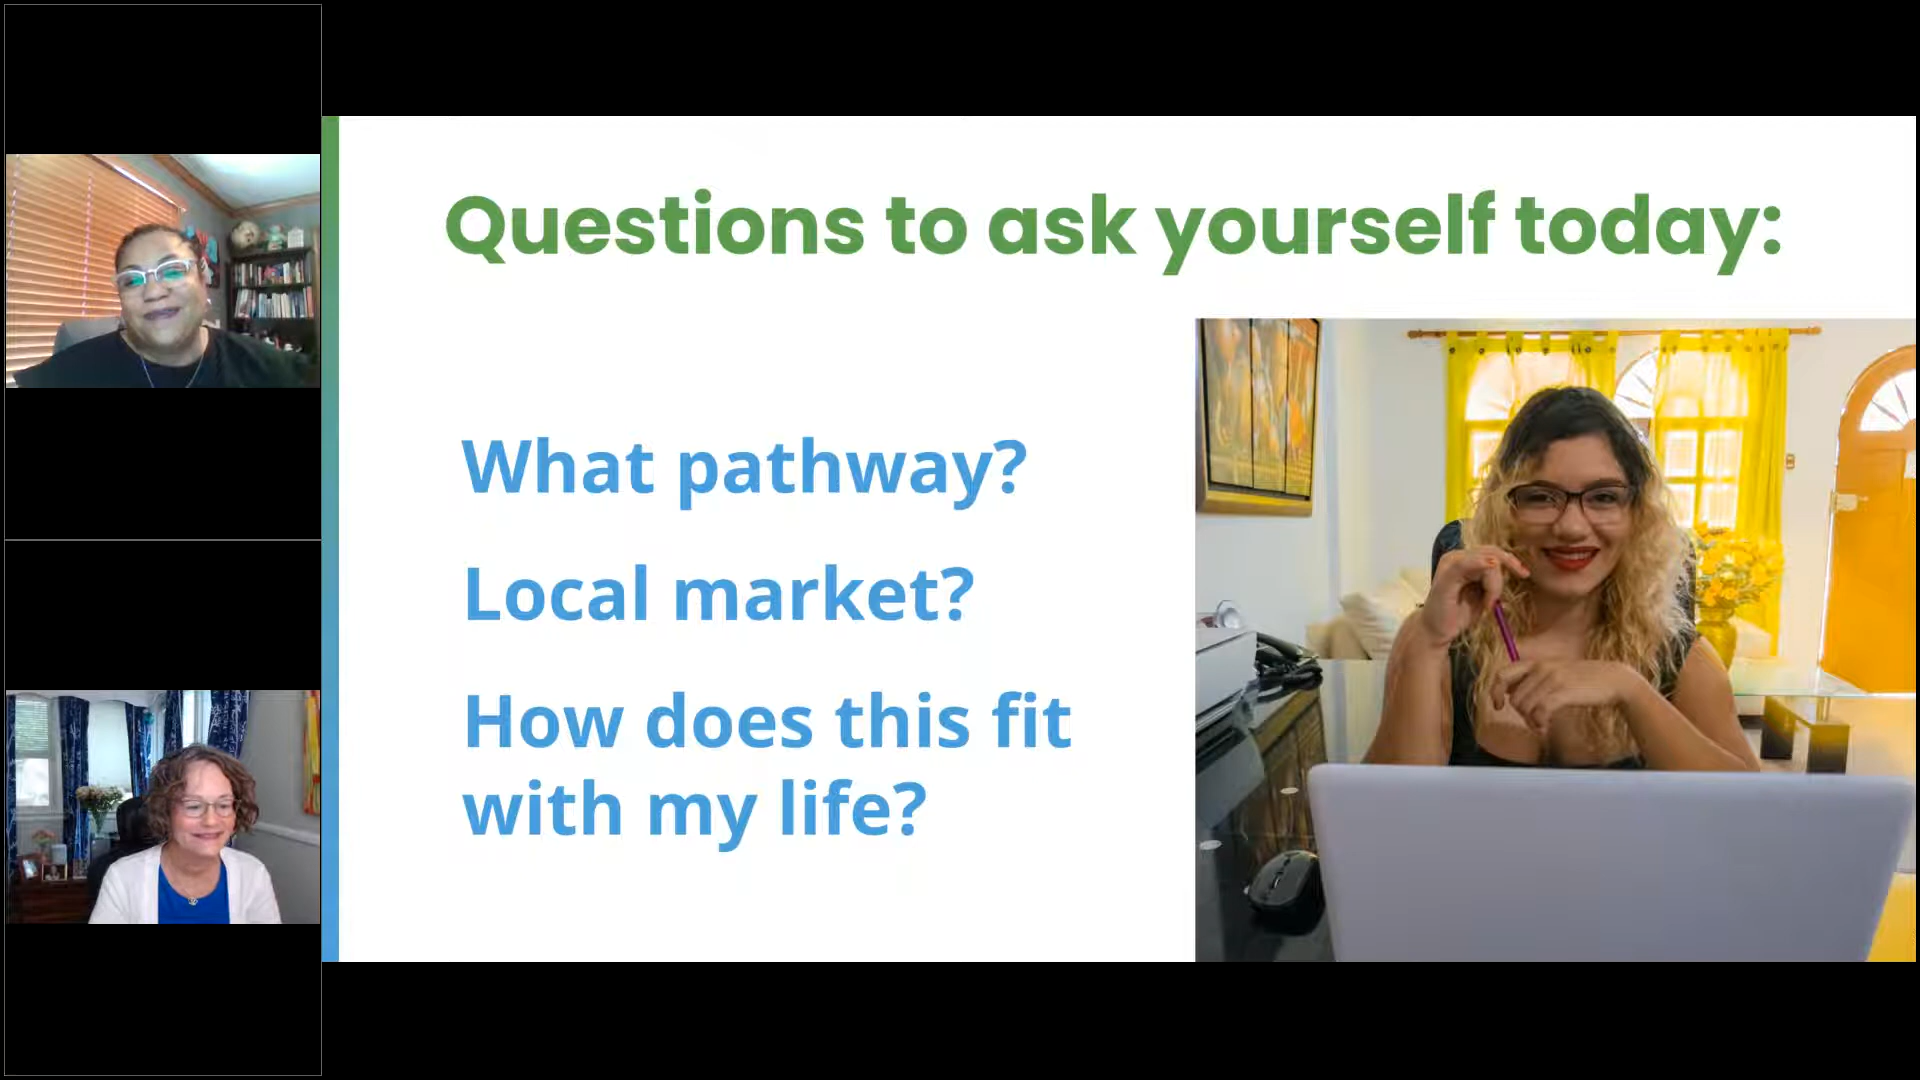 Questions to ask yourself today:
What pathway?
Local market?
How does this fit
with my life?